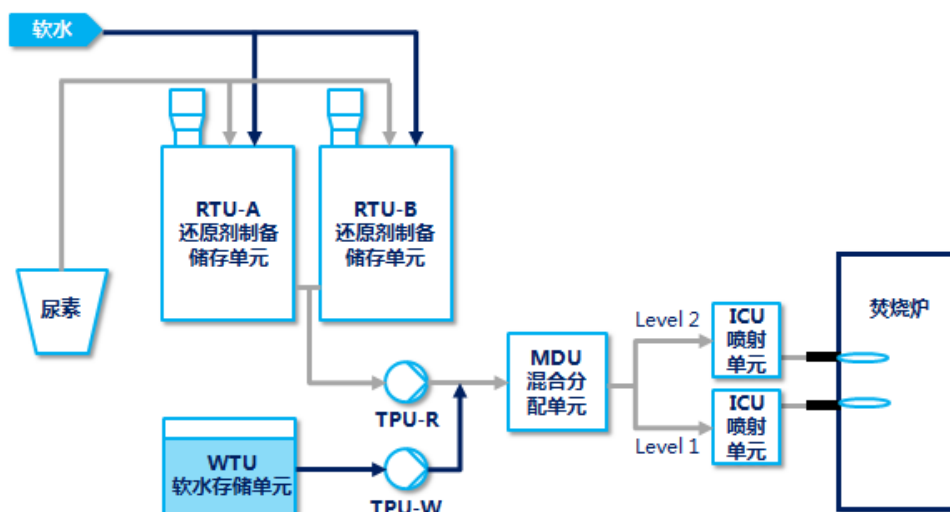 软水
RTU-A
还原剂制备
储存单元
RTU-B
还原剂制备
储存单元
尿素
TPU-R
WTU
软水存储单元
TPU-W
MDU
混合分
配单元
Level 2
Level 1
ICU
喷射
单元
ICU
喷射
单元
焚烧炉